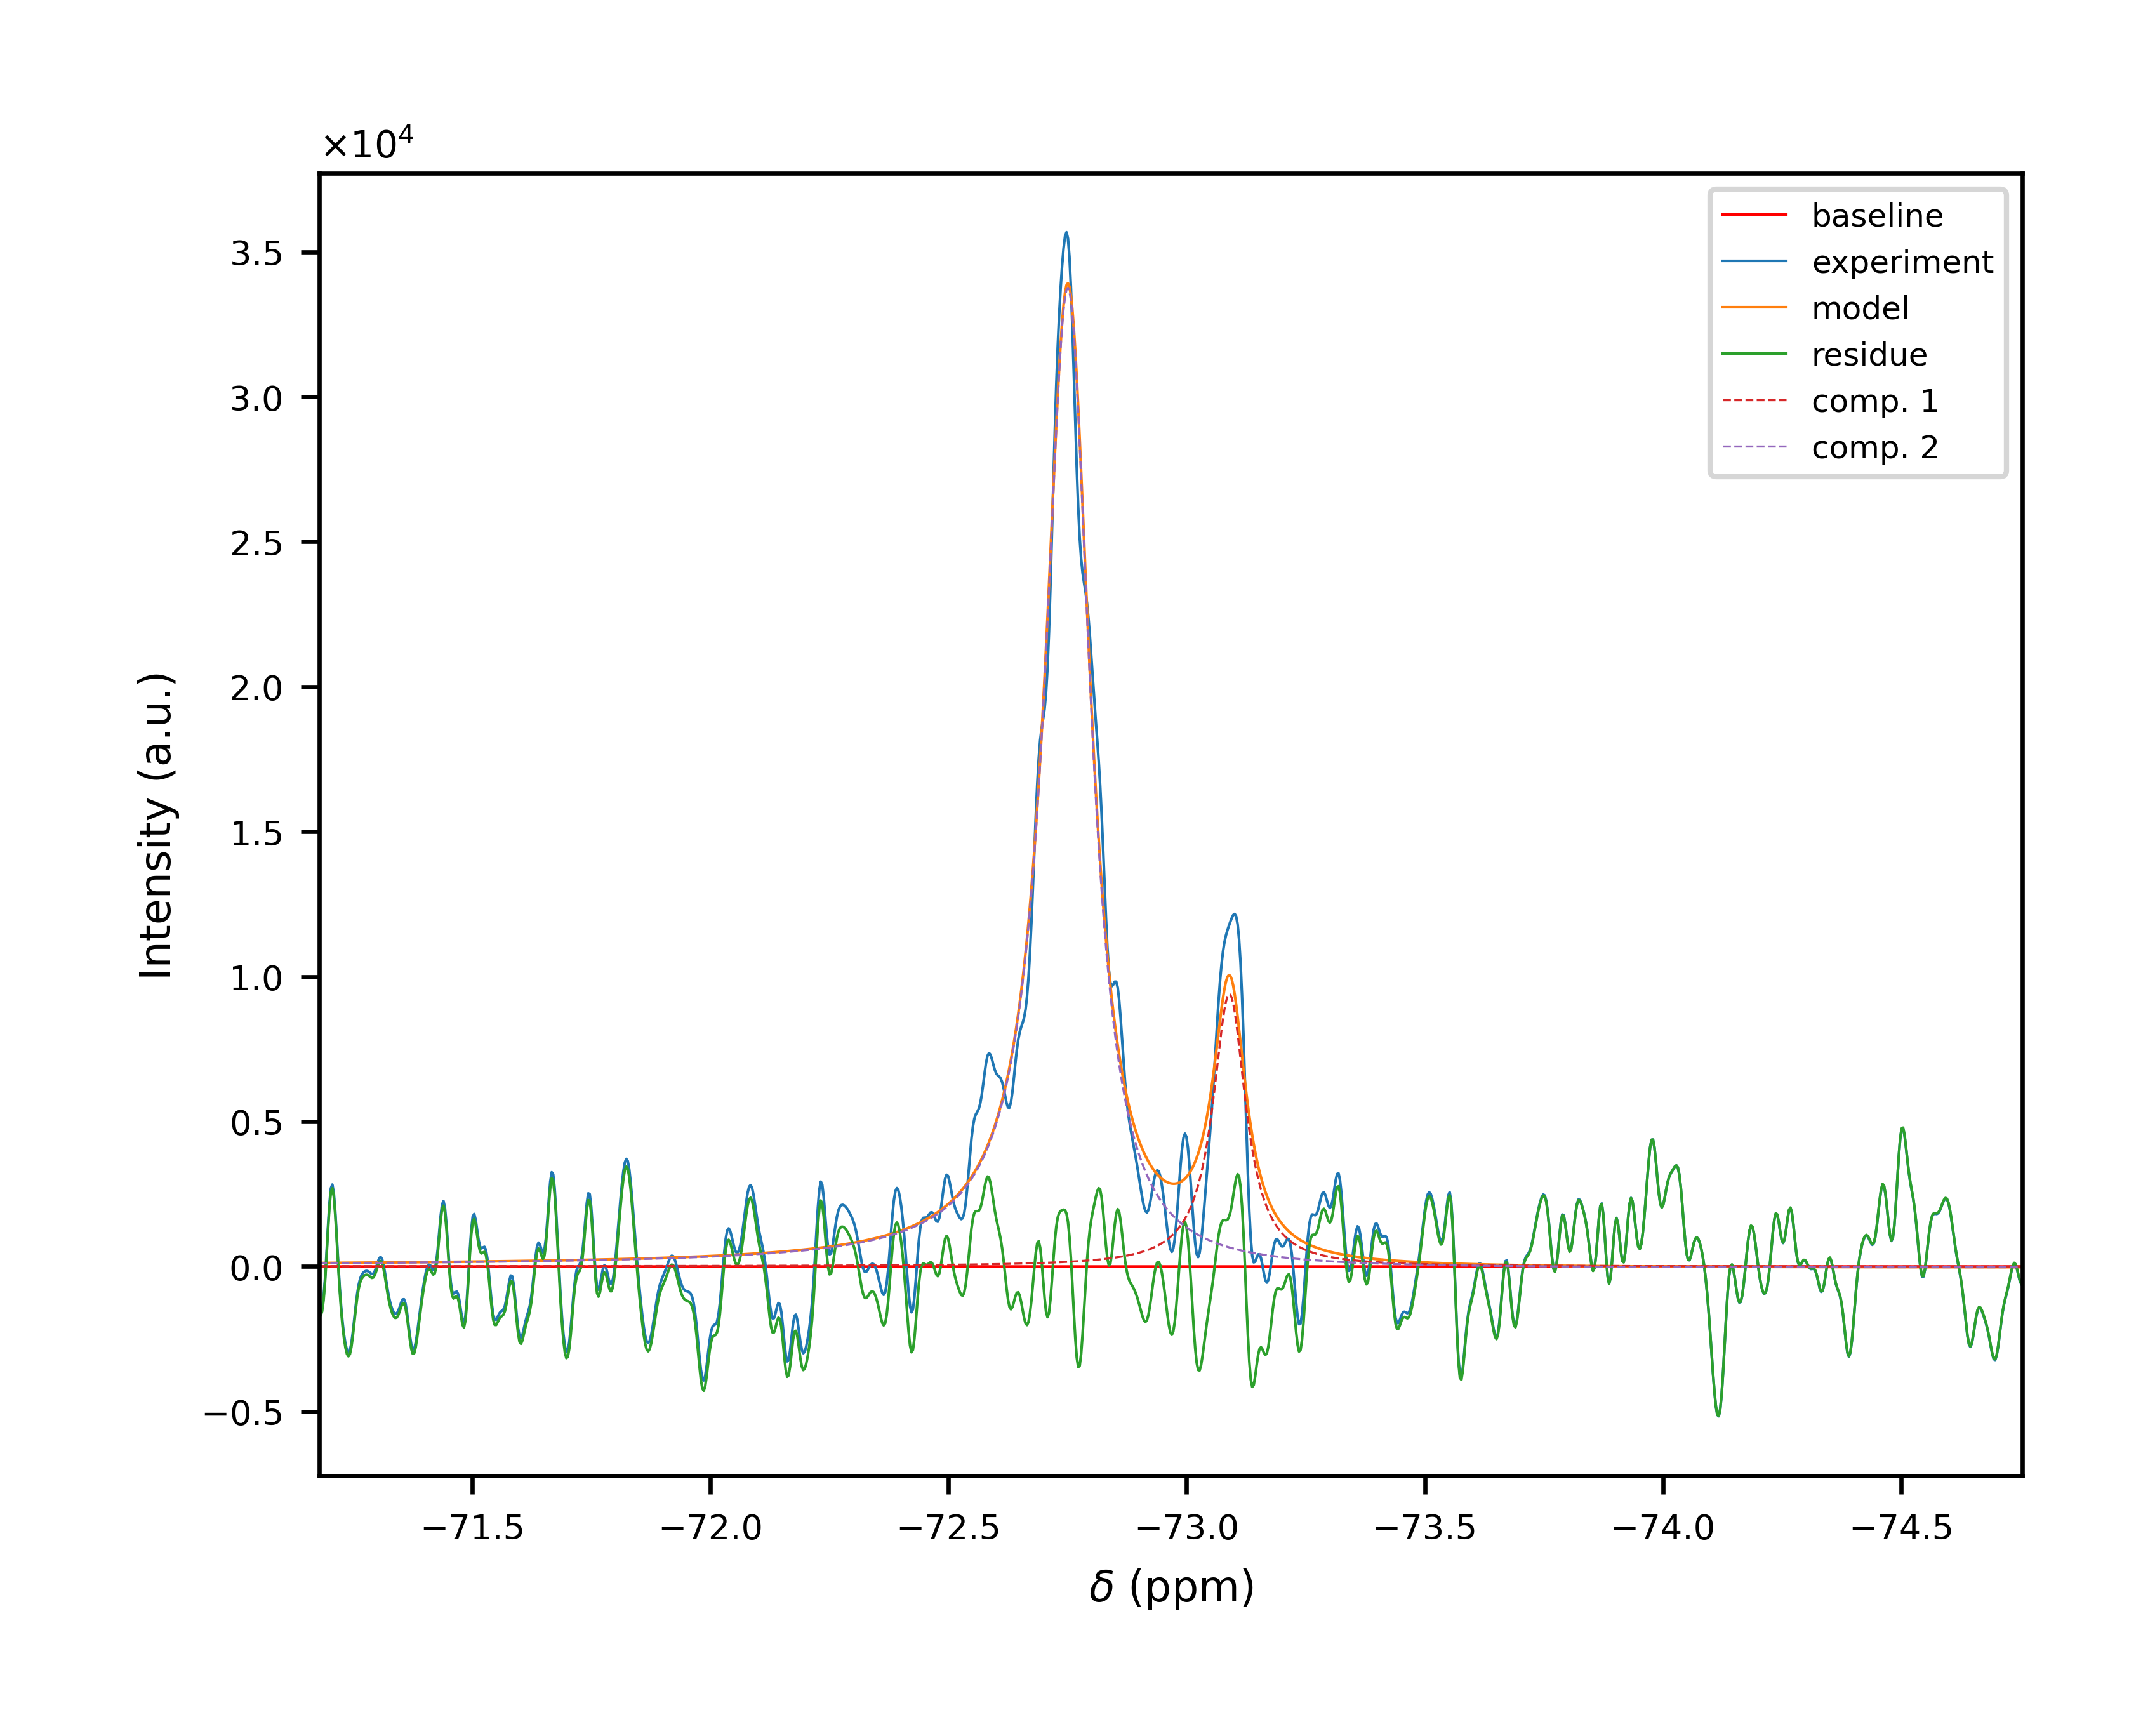 ×10⁴
3.5
3.0
2.5
2.0
1.5
1.0
0.5
0.0
−0.5
Intensity (a.u.)
baseline
experiment
model
residue
comp. 1
comp. 2
−71.5 −72.0 −72.5 −73.0 −73.5 −74.0 −74.5
δ (ppm)